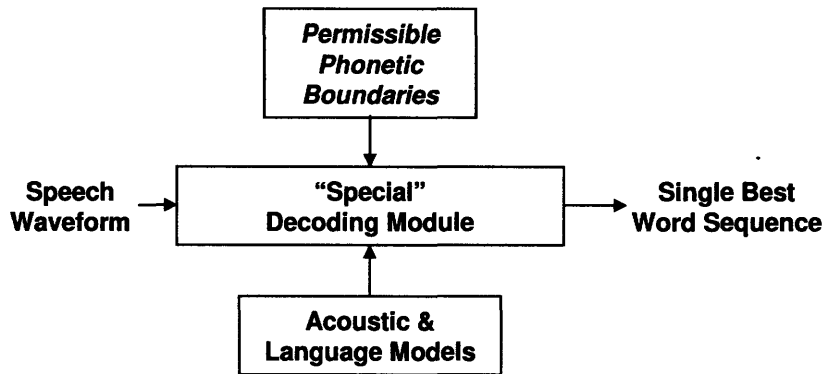 Permissible
Phonetic
Boundaries
Speech
Waveform
“Special”
Decoding Module
Single Best
Word Sequence
Acoustic &
Language Models